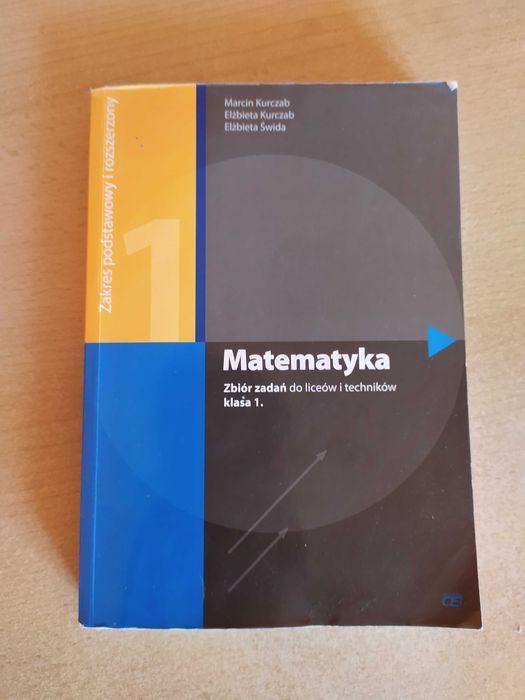 Marcin Kurczab
Elżbieta Kurczab
Elżbieta Świda
Zakres podstawowy i rozszerzony
1
Matematyka
Zbiór zadań do liceów i techników
klasa 1.